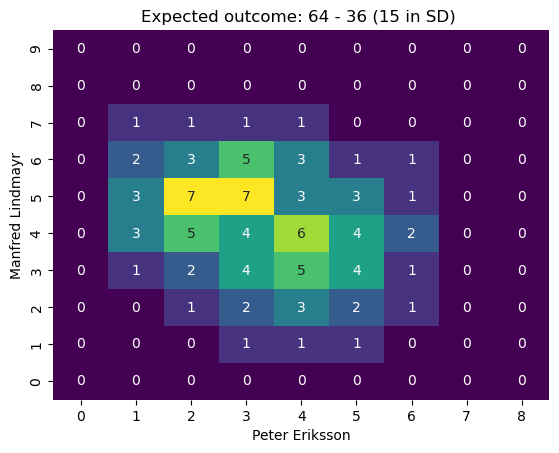 Expected outcome: 64 - 36 (15 in SD)
9 0 0 0 0 0 0 0 0 0
8 0 0 0 0 0 0 0 0 0
7 0 1 1 1 1 0 0 0 0
6 0 2 3 5 3 1 1 0 0
5 0 3 7 7 3 3 1 0 0
4 0 3 5 4 6 4 2 0 0
3 0 1 2 4 5 4 1 0 0
2 0 0 1 2 3 2 1 0 0
1 0 0 0 1 1 1 0 0 0
0 0 0 0 0 0 0 0 0 0
0 1 2 3 4 5 6 7 8
Manfred Lindmayr
Peter Eriksson